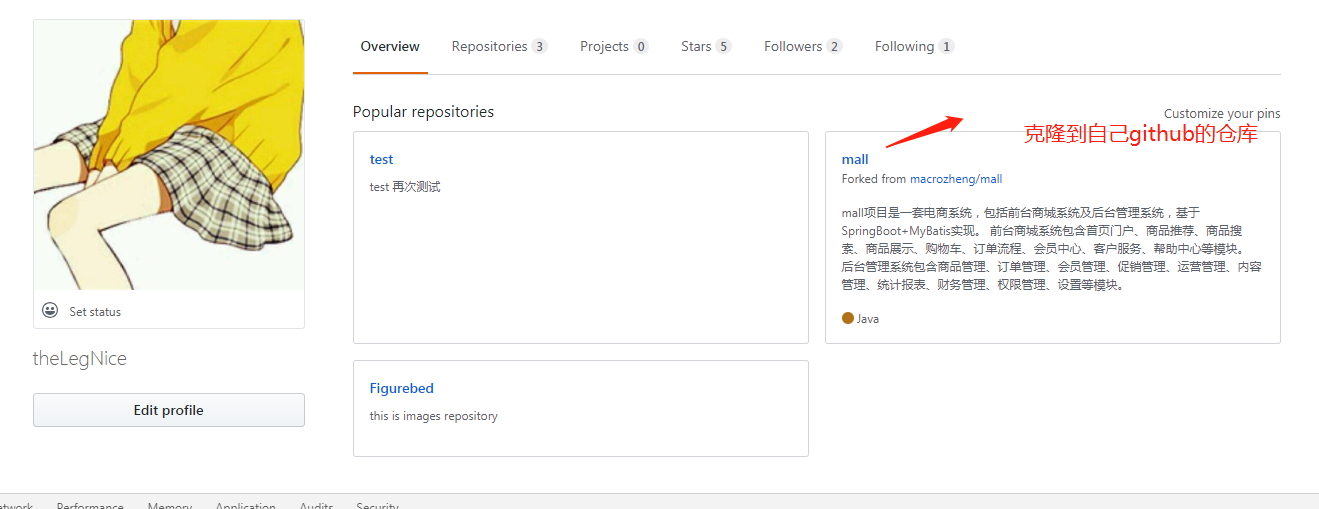 Overview Repositories 3 Projects 0 Stars 5 Followers 2 Following 1
Popular repositories
Customize your pins
克隆到自己github的仓库
test
test 再次测试
mall
Forked from macrozheng/mall
mall项目是一套电商系统，包括前台商城系统及后台管理系统，基于
SpringBoot+MyBatis实现。 前台商城系统包含首页门户、商品推荐、商品搜
索、商品展示、购物车、订单流程、会员中心、客户服务、帮助中心等模块。
后台管理系统包含商品管理、订单管理、会员管理、促销管理、运营管理、内容
管理、统计报表、财务管理、权限管理、设置等模块。
Java
Set status
theLegNice
Edit profile
Figurebed
this is images repository
etwork Performance Memory Application Audits Security